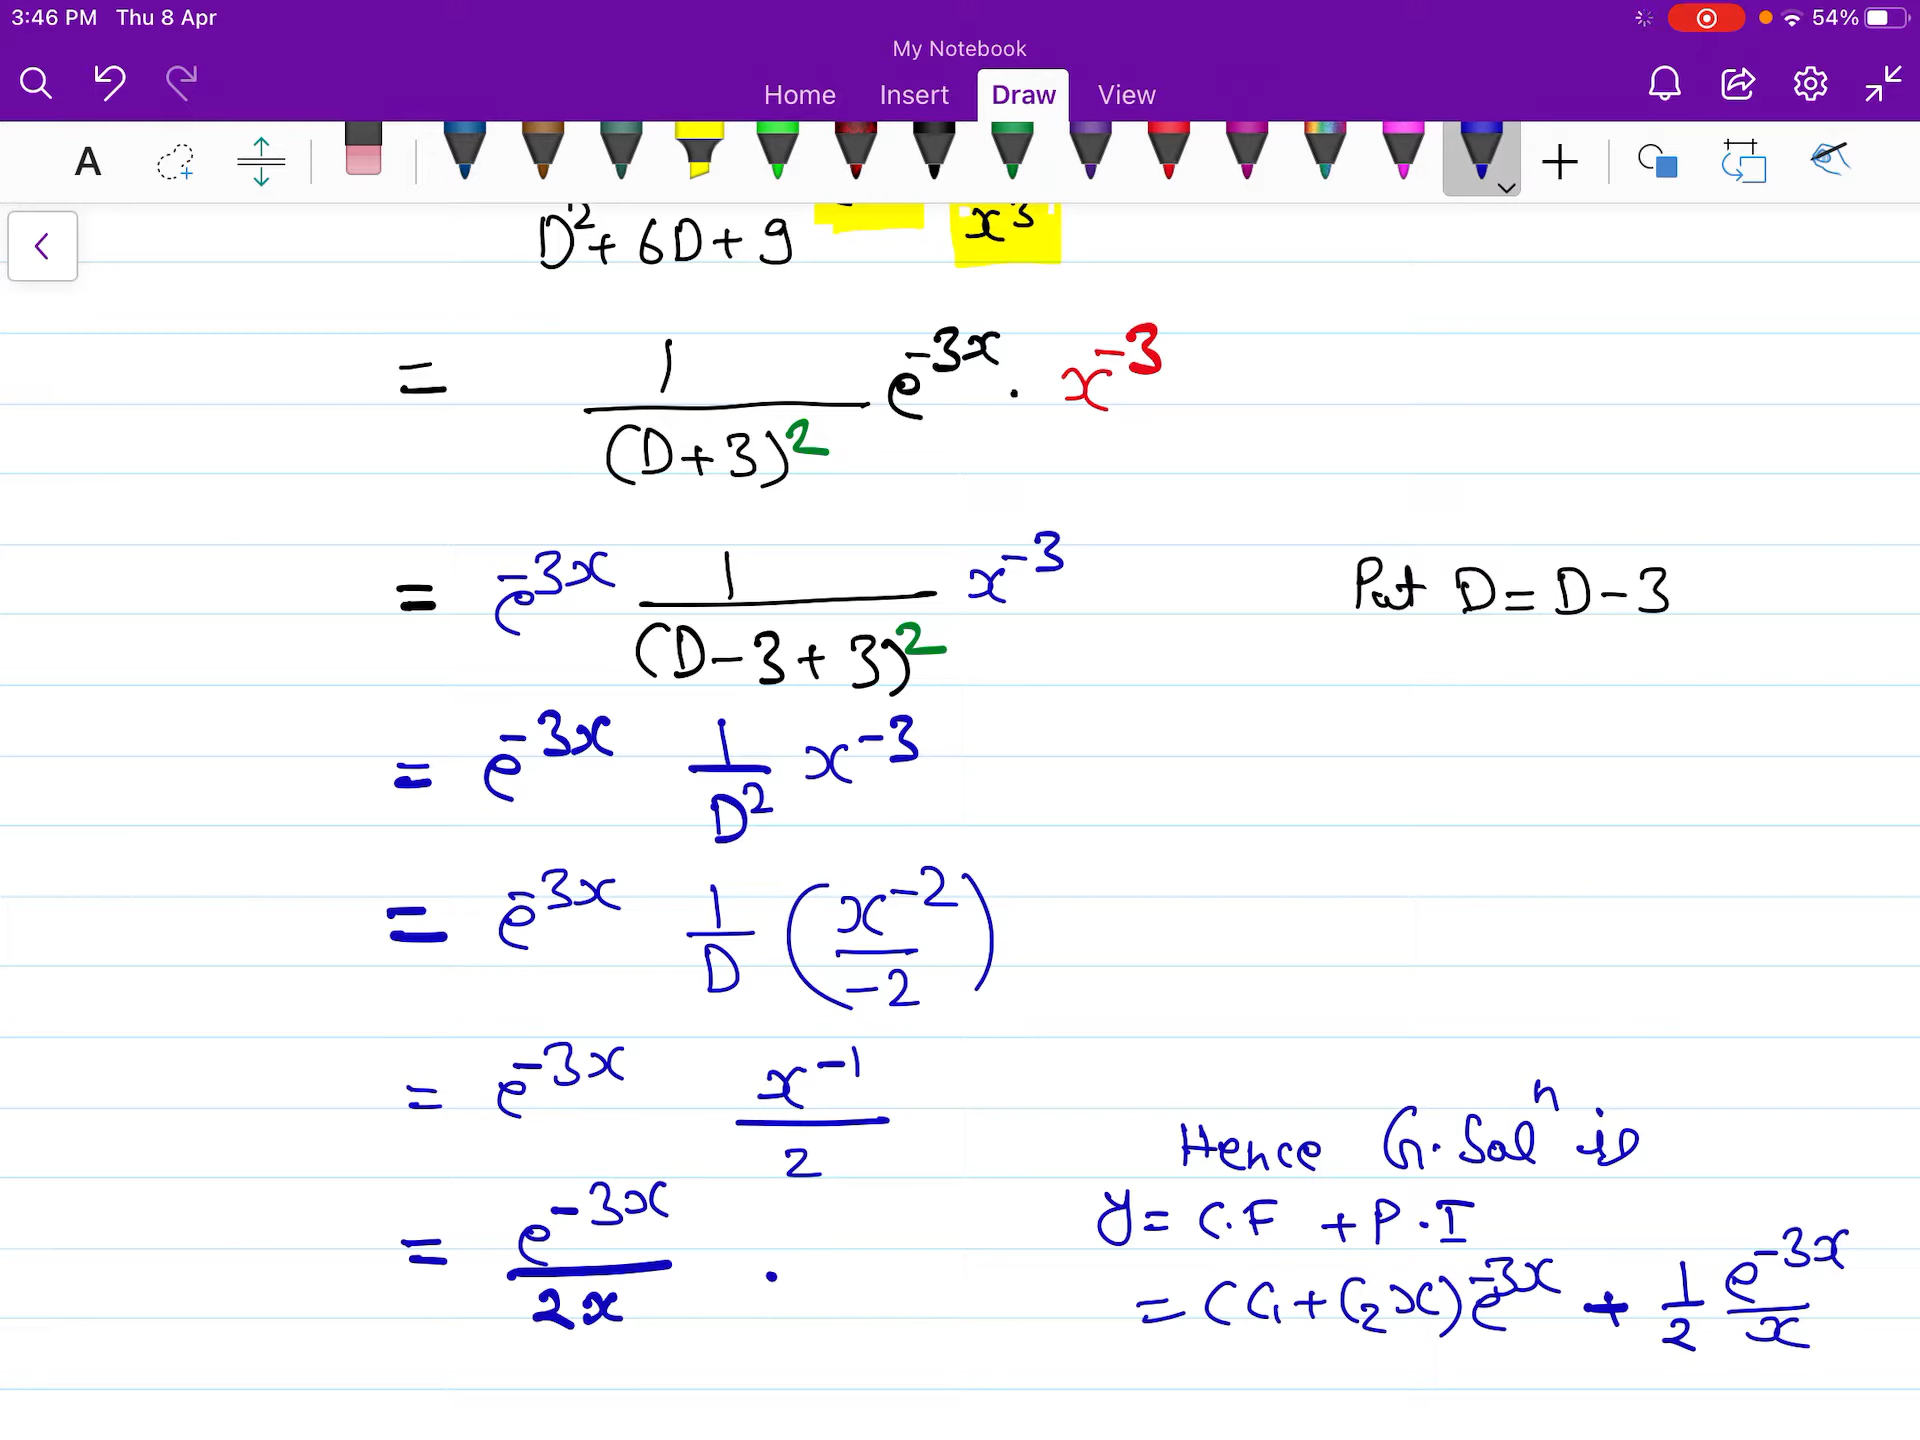 3:46 PM Thu 8 Apr 54%
My Notebook
Home Insert Draw View
A
D²+ 6D+9 x³
= 1/(D+3)² e^-3x . x^-3
= e^-3x 1/(D-3+3)² x^-3 Put D=D-3
= e^-3x 1/D² x^-3
= e^-3x 1/D (x^-2/-2)
= e^-3x x^-1/2
= e^-3x/2x .
Hence G.Solⁿ is
y= C.F +P.I
= (C₁+C₂x)e^-3x + 1/2 e^-3x/x